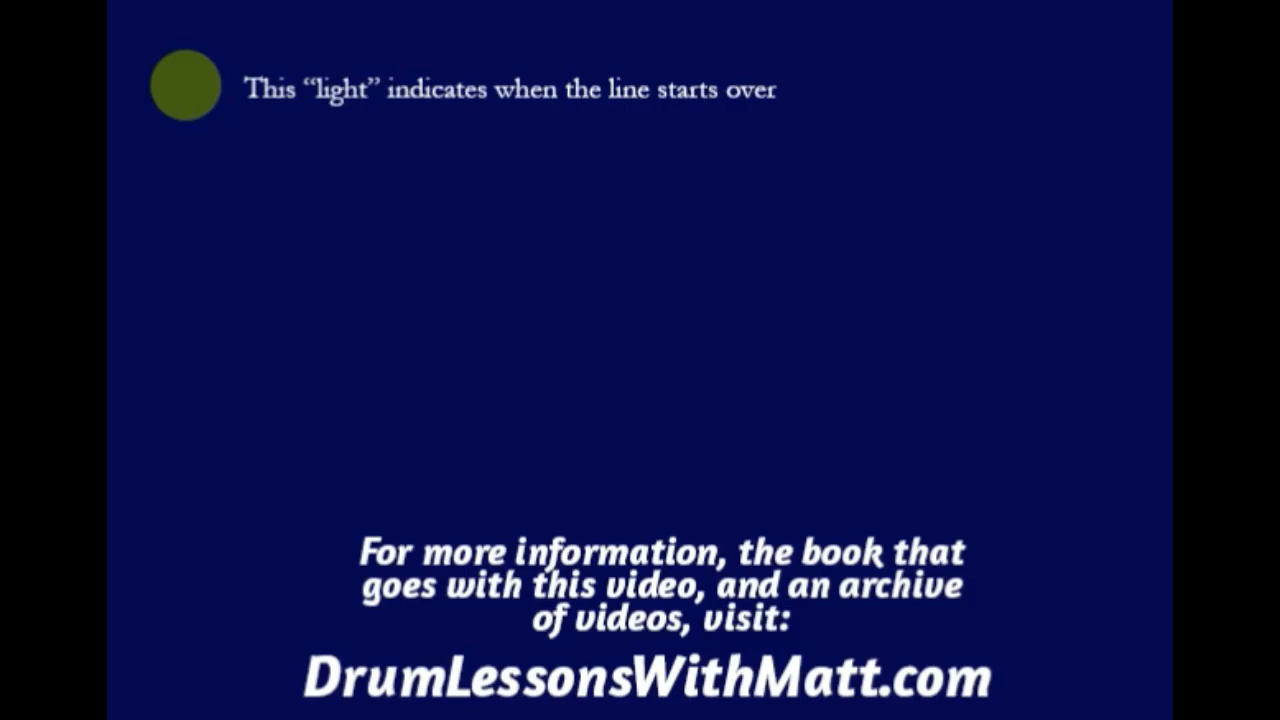 This “light” indicates when the line starts over
For more information, the book that
goes with this video, and an archive
of videos, visit:
DrumLessonsWithMatt.com